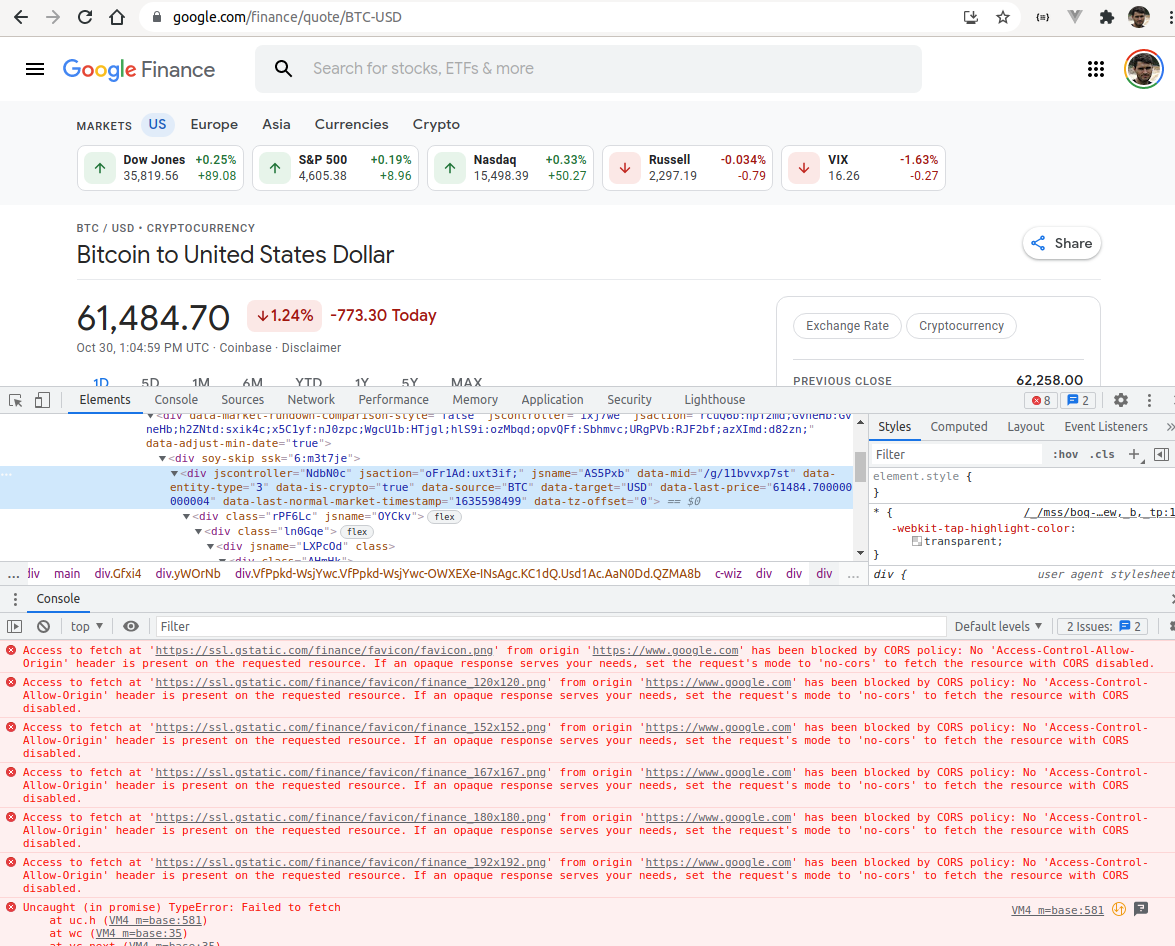 google.com/finance/quote/BTC-USD
Google Finance
Search for stocks, ETFs & more
MARKETS US Europe Asia Currencies Crypto
Dow Jones +0.25%
35,819.56 +89.08
S&P 500 +0.19%
4,605.38 +8.96
Nasdaq +0.33%
15,498.39 +50.27
Russell -0.034%
2,297.19 -0.79
VIX -1.63%
16.26 -0.27
BTC / USD • CRYPTOCURRENCY
Bitcoin to United States Dollar
Share
61,484.70 ↓1.24% -773.30 Today
Oct 30, 1:04:59 PM UTC · Coinbase · Disclaimer
Exchange Rate Cryptocurrency
1D 5D 1M 6M YTD 1Y 5Y MAX
PREVIOUS CLOSE 62,258.00
Elements Console Sources Network Performance Memory Application Security Lighthouse 8 2
▼<div data-market-rundown-comparison-style="false" jscontroller="Ixj7we" jsaction="rcuQ6b:npT2md;GvneHb:Gv
neHb;h2ZNtd:sxik4c;x5C1yf:nJ0zpc;WgcU1b:HTjgl;hlS9i:ozMbqd;opvQFf:Sbhmvc;URgPVb:RJF2bf;azXImd:d82zn;"
data-adjust-min-date="true">
▼<div soy-skip ssk="6:m3t7je">
... ▼<div jscontroller="NdbN0c" jsaction="oFr1Ad:uxt3if;" jsname="AS5Pxb" data-mid="/g/11bvvxp7st" data-
entity-type="3" data-is-crypto="true" data-source="BTC" data-target="USD" data-last-price="61484.7000000
000004" data-last-normal-market-timestamp="1635598499" data-tz-offset="0"> == $0
▼<div class="rPF6Lc" jsname="OYCkv"> flex
▼<div class="ln0Gqe"> flex
▼<div jsname="LXPcOd" class>
▼<div class="AHmHk">
... div main div.Gfxi4 div.yWOrNb div.VfPpkd-WsjYwc.VfPpkd-WsjYwc-OWXEXe-INsAgc.KC1dQ.Usd1Ac.AaN0Dd.QZMA8b c-wiz div div div ...
Styles Computed Layout Event Listeners »
Filter :hov .cls +
element.style {
}
* { /_/mss/boq-…ew,_b,_tp:1
-webkit-tap-highlight-color:
transparent;
}
div { user agent stylesheet
Console
top ▼ Filter Default levels ▼ 2 Issues: 2
Access to fetch at 'https://ssl.gstatic.com/finance/favicon/favicon.png' from origin 'https://www.google.com' has been blocked by CORS policy: No 'Access-Control-Allow-
Origin' header is present on the requested resource. If an opaque response serves your needs, set the request's mode to 'no-cors' to fetch the resource with CORS disabled.
Access to fetch at 'https://ssl.gstatic.com/finance/favicon/finance_120x120.png' from origin 'https://www.google.com' has been blocked by CORS policy: No 'Access-Control-
Allow-Origin' header is present on the requested resource. If an opaque response serves your needs, set the request's mode to 'no-cors' to fetch the resource with CORS
disabled.
Access to fetch at 'https://ssl.gstatic.com/finance/favicon/finance_152x152.png' from origin 'https://www.google.com' has been blocked by CORS policy: No 'Access-Control-
Allow-Origin' header is present on the requested resource. If an opaque response serves your needs, set the request's mode to 'no-cors' to fetch the resource with CORS
disabled.
Access to fetch at 'https://ssl.gstatic.com/finance/favicon/finance_167x167.png' from origin 'https://www.google.com' has been blocked by CORS policy: No 'Access-Control-
Allow-Origin' header is present on the requested resource. If an opaque response serves your needs, set the request's mode to 'no-cors' to fetch the resource with CORS
disabled.
Access to fetch at 'https://ssl.gstatic.com/finance/favicon/finance_180x180.png' from origin 'https://www.google.com' has been blocked by CORS policy: No 'Access-Control-
Allow-Origin' header is present on the requested resource. If an opaque response serves your needs, set the request's mode to 'no-cors' to fetch the resource with CORS
disabled.
Access to fetch at 'https://ssl.gstatic.com/finance/favicon/finance_192x192.png' from origin 'https://www.google.com' has been blocked by CORS policy: No 'Access-Control-
Allow-Origin' header is present on the requested resource. If an opaque response serves your needs, set the request's mode to 'no-cors' to fetch the resource with CORS
disabled.
Uncaught (in promise) TypeError: Failed to fetch VM4 m=base:581
at uc.h (VM4 m=base:581)
at wc (VM4 m=base:35)
at vc.next (VM4 m=base:35)